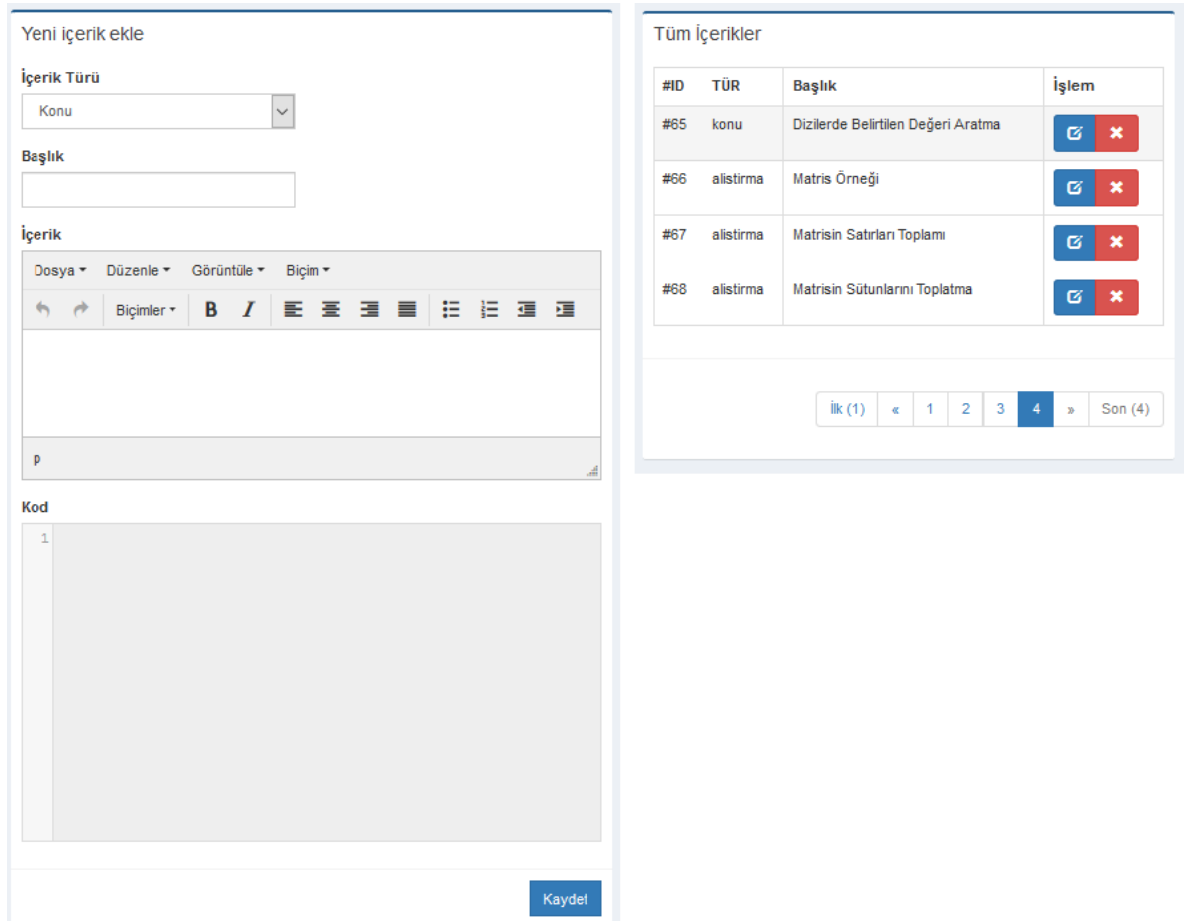 Yeni içerik ekle
İçerik Türü
Konu
Başlık
İçerik
Dosya Düzenle Görüntüle Biçim
Biçimler B I
p
Kod
1
Kaydet
Tüm İçerikler
#ID TÜR Başlık İşlem
#65 konu Dizilerde Belirtilen Değeri Aratma
#66 alistirma Matris Örneği
#67 alistirma Matrisin Satırları Toplamı
#68 alistirma Matrisin Sütunlarını Toplatma
İlk (1) « 1 2 3 4 » Son (4)